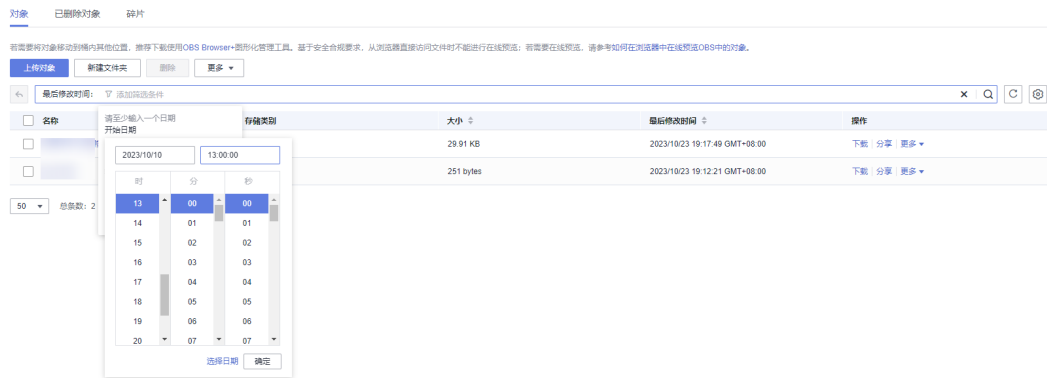 对象 已删除对象 碎片
若需要将对象移动到桶内其他位置，推荐下载使用OBS Browser+图形化管理工具。基于安全合规要求，从浏览器直接访问文件时不能进行在线预览；若需要在线预览，请参考如何在浏览器中在线预览OBS中的对象。
上传对象 新建文件夹 删除 更多
最后修改时间： 添加筛选条件
名称 存储类别 大小 最后修改时间 操作
请至少输入一个日期
开始日期
29.91 KB 2023/10/23 19:17:49 GMT+08:00 下载 分享 更多
2023/10/10 13:00:00
251 bytes 2023/10/23 19:12:21 GMT+08:00 下载 分享 更多
时 分 秒
50 总条数：2
13 00 00
14 01 01
15 02 02
16 03 03
17 04 04
18 05 05
19 06 06
20 07 07
选择日期 确定